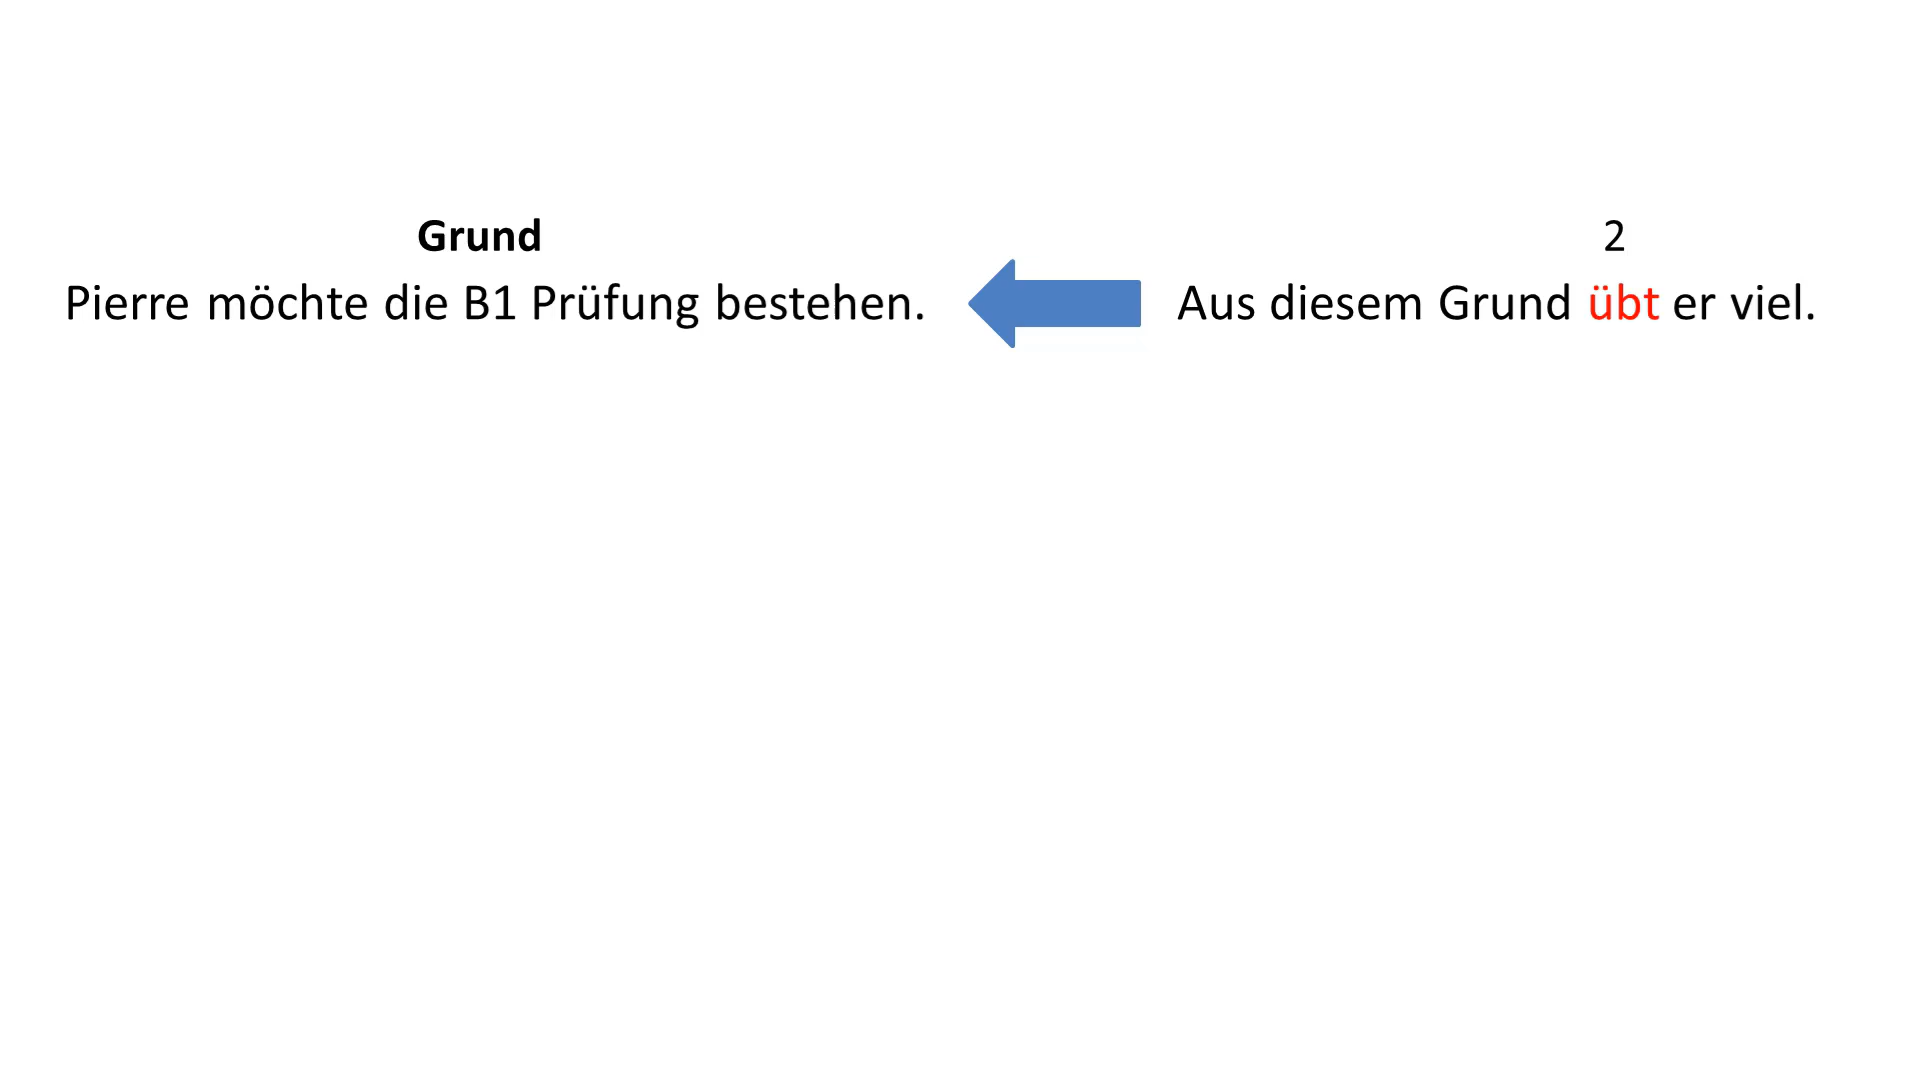 Grund
2
Pierre möchte die B1 Prüfung bestehen.
Aus diesem Grund übt er viel.